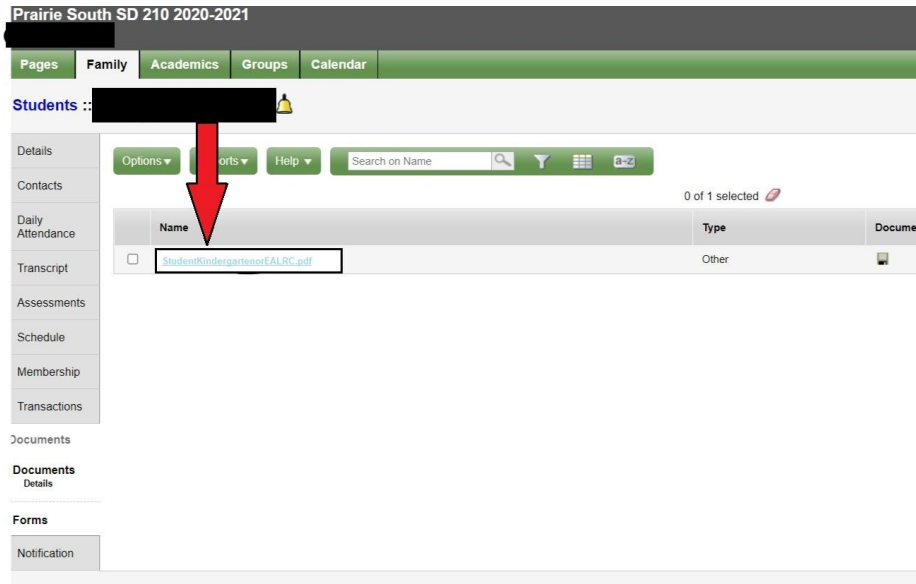 Prairie South SD 210 2020-2021
Pages Family Academics Groups Calendar
Students ::
Details
Contacts
Daily
Attendance
Transcript
Assessments
Schedule
Membership
Transactions
Documents
Documents
Details
Forms
Notification
Options Help Search on Name a-z
0 of 1 selected
Name Type
StudentKindergartenorEALRC.pdf Other